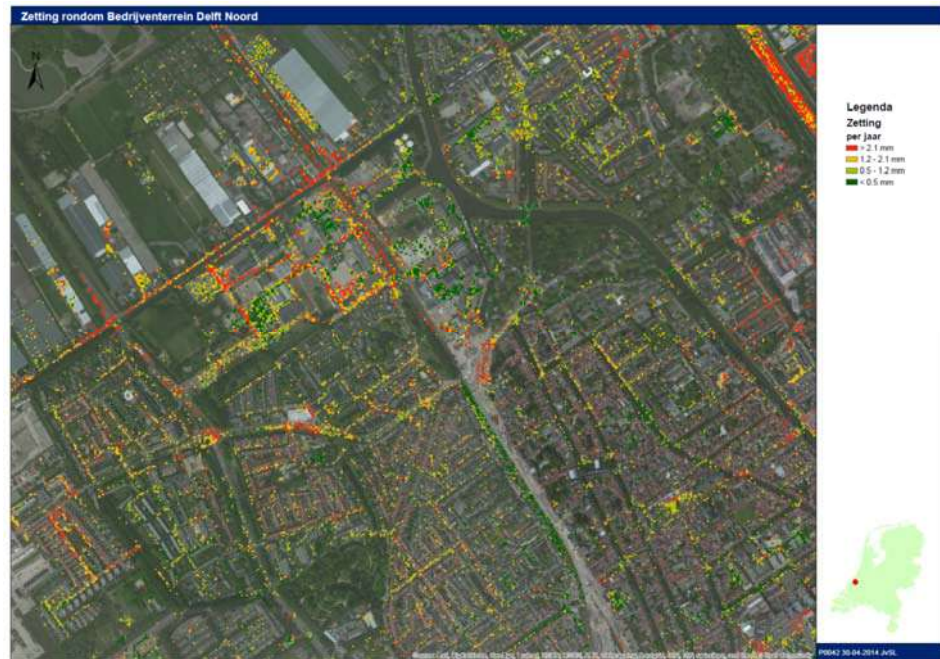 Zetting rondom Bedrijventerrein Delft Noord
N
Legenda
Zetting
per jaar
> 2.1 mm
1.2 - 2.1 mm
0.5 - 1.2 mm
< 0.5 mm
P0042 30-04-2014 JvSL